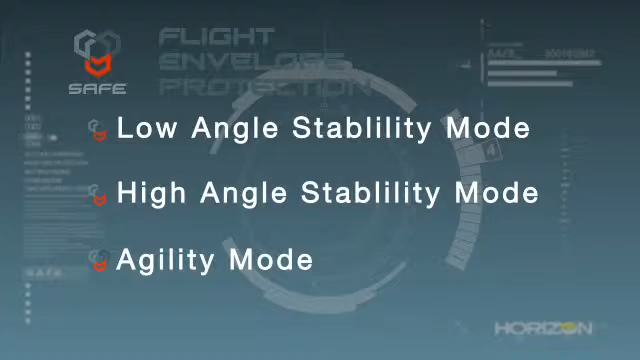 FLIGHT
ENVELOPE
PROTECTION
SAFE
Low Angle Stablility Mode
High Angle Stablility Mode
Agility Mode
HORIZON